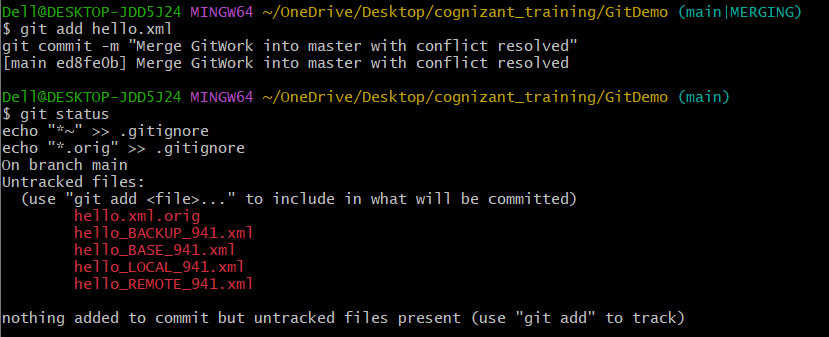 Dell@DESKTOP-JDD5J24 MINGW64 ~/OneDrive/Desktop/cognizant_training/GitDemo (main|MERGING)
$ git add hello.xml
git commit -m "Merge GitWork into master with conflict resolved"
[main ed8fe0b] Merge GitWork into master with conflict resolved

Dell@DESKTOP-JDD5J24 MINGW64 ~/OneDrive/Desktop/cognizant_training/GitDemo (main)
$ git status
echo "*~" >> .gitignore
echo "*.orig" >> .gitignore
On branch main
Untracked files:
  (use "git add <file>..." to include in what will be committed)
        hello.xml.orig
        hello_BACKUP_941.xml
        hello_BASE_941.xml
        hello_LOCAL_941.xml
        hello_REMOTE_941.xml

nothing added to commit but untracked files present (use "git add" to track)